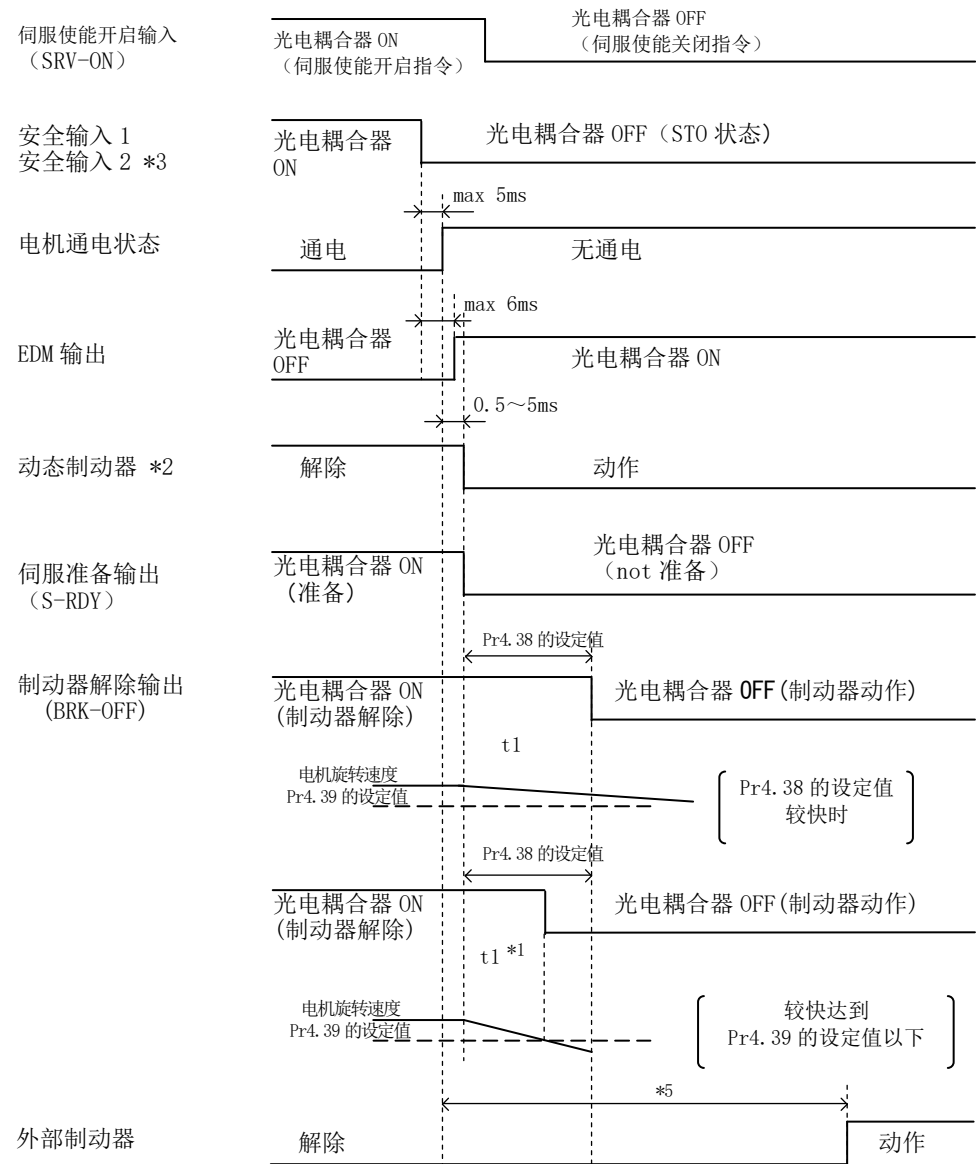 伺服使能开启输入
（SRV-ON）
光电耦合器 ON
（伺服使能开启指令）
光电耦合器 OFF
（伺服使能关闭指令）
安全输入 1
安全输入 2 *3
光电耦合器
ON
光电耦合器 OFF（STO 状态）
max 5ms
电机通电状态
通电
无通电
max 6ms
EDM 输出
光电耦合器
OFF
光电耦合器 ON
0.5～5ms
动态制动器 *2
解除
动作
伺服准备输出
（S-RDY）
光电耦合器 ON
(准备)
光电耦合器 OFF
（not 准备）
Pr4.38 的设定值
制动器解除输出
(BRK-OFF)
光电耦合器 ON
(制动器解除)
光电耦合器 OFF(制动器动作)
t1
电机旋转速度
Pr4.39 的设定值
Pr4.38 的设定值
较快时
Pr4.38 的设定值
光电耦合器 ON
(制动器解除)
光电耦合器 OFF(制动器动作)
t1 *1
电机旋转速度
Pr4.39 的设定值
较快达到
Pr4.39 的设定值以下
*5
外部制动器
解除
动作